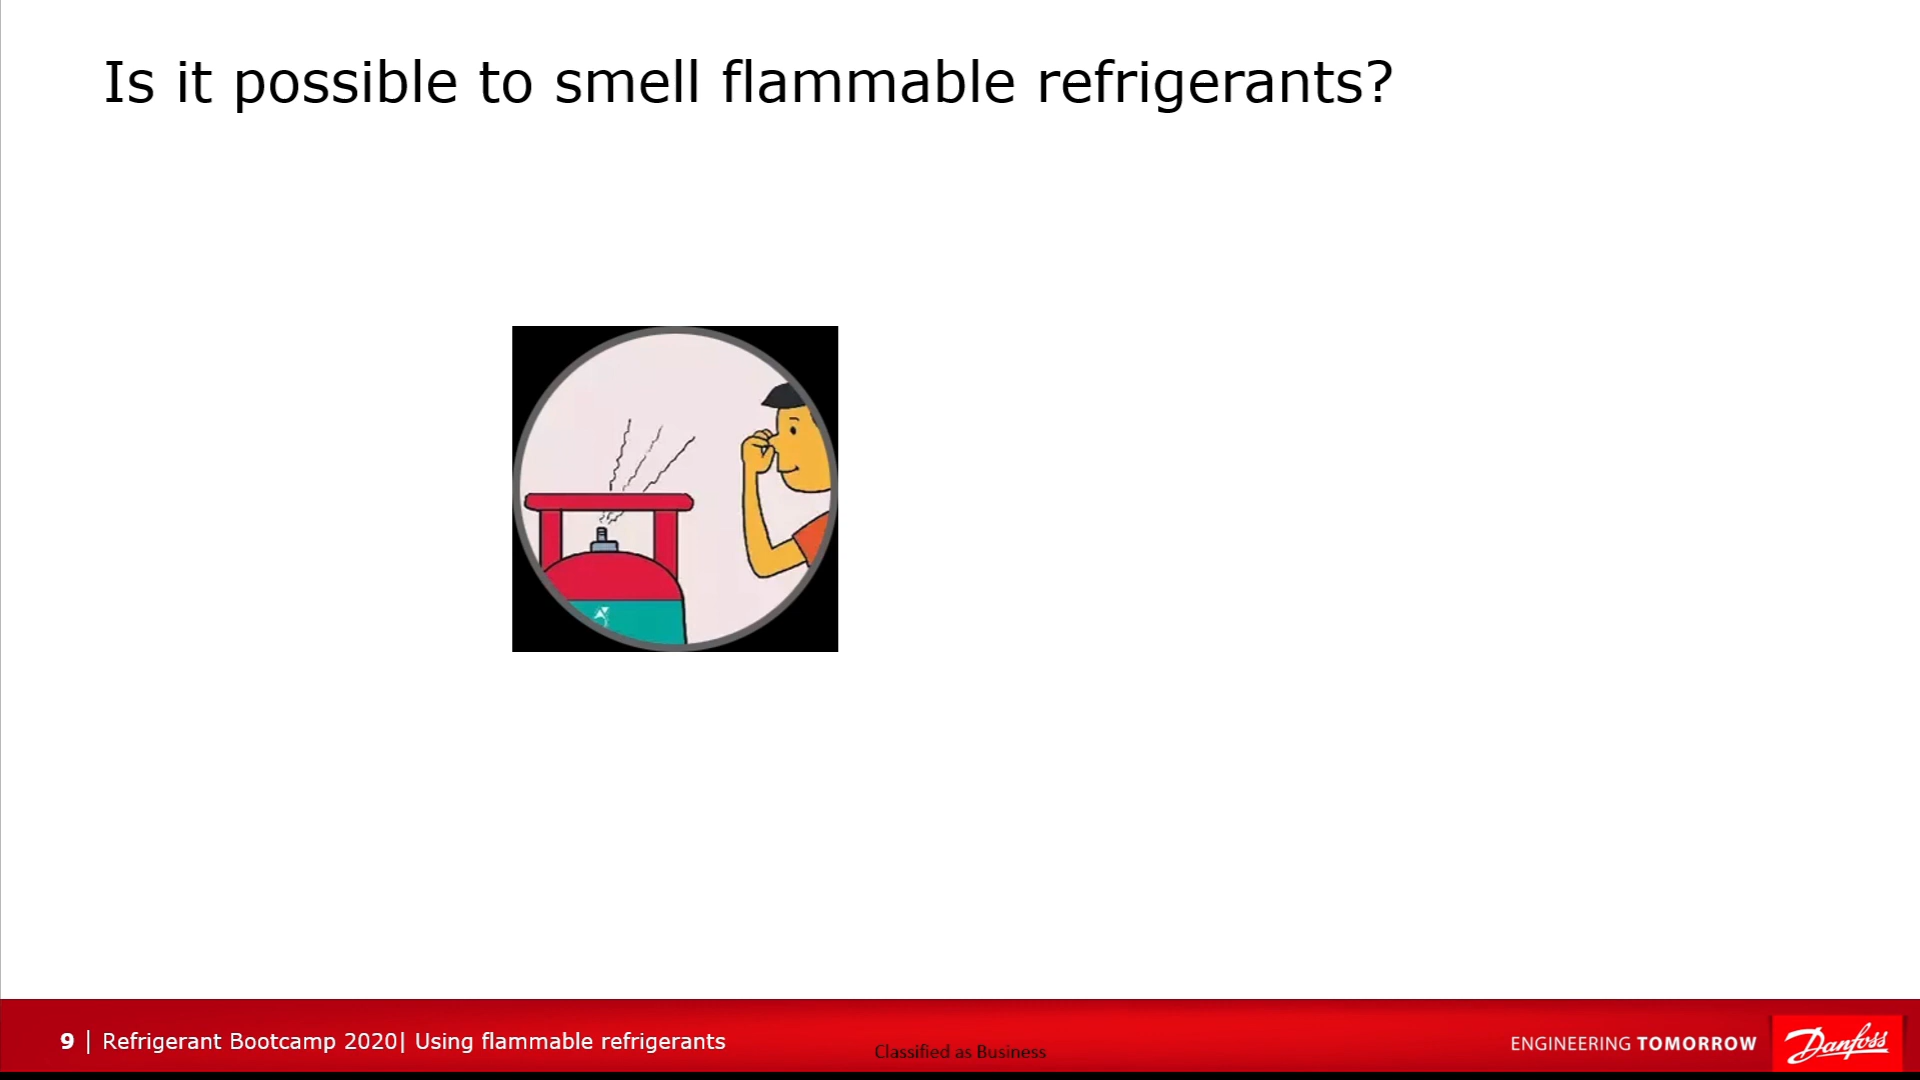 Is it possible to smell flammable refrigerants?
9 | Refrigerant Bootcamp 2020| Using flammable refrigerants
Classified as Business
ENGINEERING TOMORROW
Danfoss